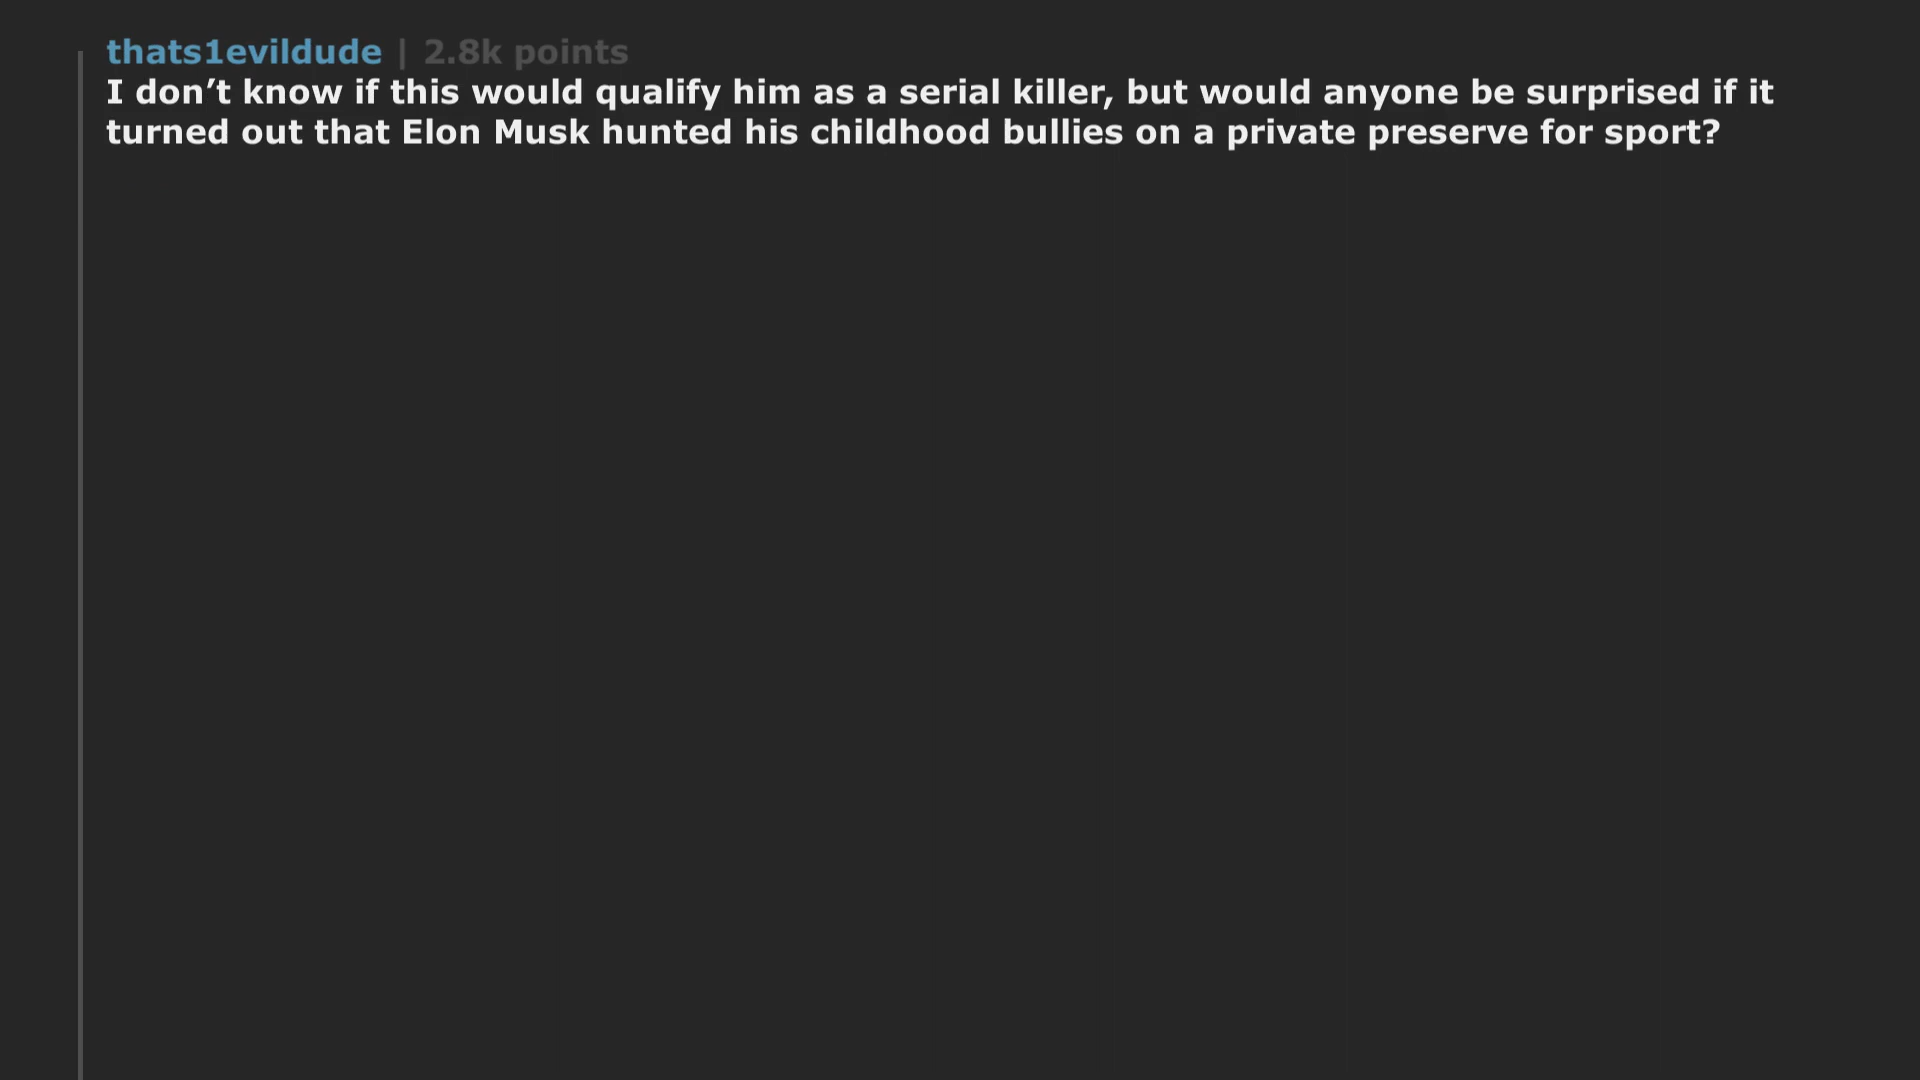 thats1evildude | 2.8k points
I don’t know if this would qualify him as a serial killer, but would anyone be surprised if it
turned out that Elon Musk hunted his childhood bullies on a private preserve for sport?